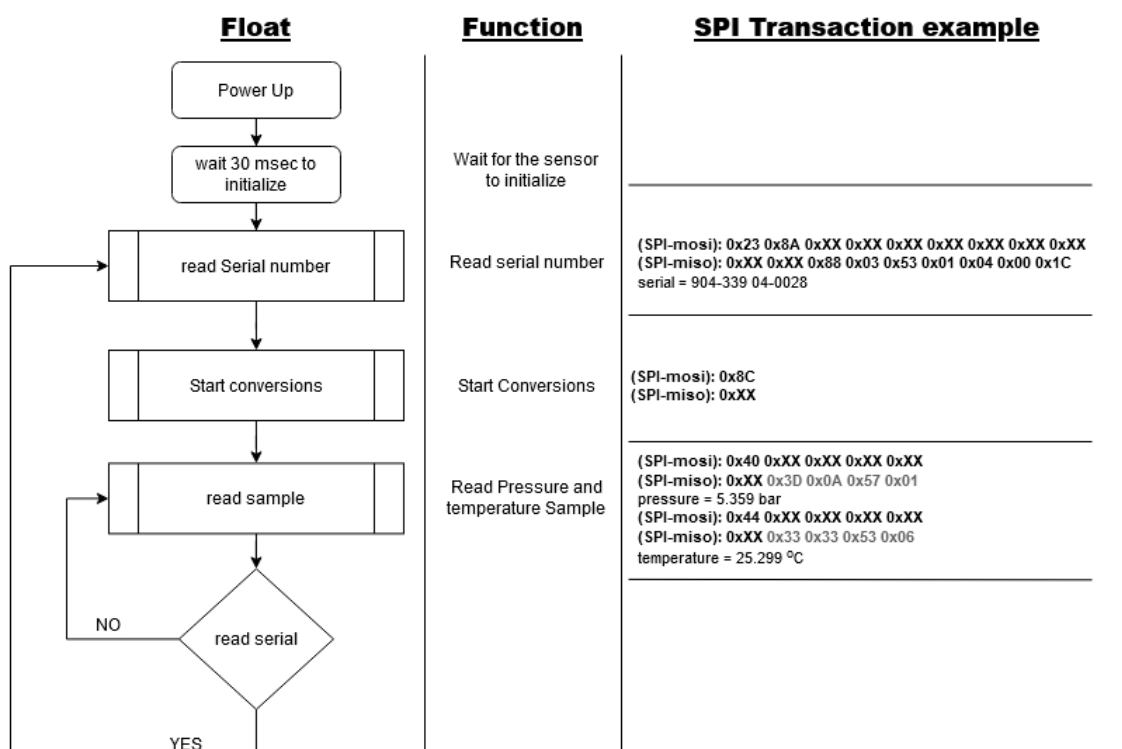 Float
Function
SPI Transaction example
Power Up
wait 30 msec to
initialize
Wait for the sensor
to initialize
read Serial number
Read serial number
(SPI-mosi): 0x23 0x8A 0xXX 0xXX 0xXX 0xXX 0xXX 0xXX 0xXX
(SPI-miso): 0xXX 0xXX 0x88 0x03 0x53 0x01 0x04 0x00 0x1C
serial = 904-339 04-0028
Start conversions
Start Conversions
(SPI-mosi): 0x8C
(SPI-miso): 0xXX
read sample
Read Pressure and
temperature Sample
(SPI-mosi): 0x40 0xXX 0xXX 0xXX 0xXX
(SPI-miso): 0xXX 0x3D 0x0A 0x57 0x01
pressure = 5.359 bar
(SPI-mosi): 0x44 0xXX 0xXX 0xXX 0xXX
(SPI-miso): 0xXX 0x33 0x33 0x53 0x06
temperature = 25.299 ⁰C
read serial
NO
YES